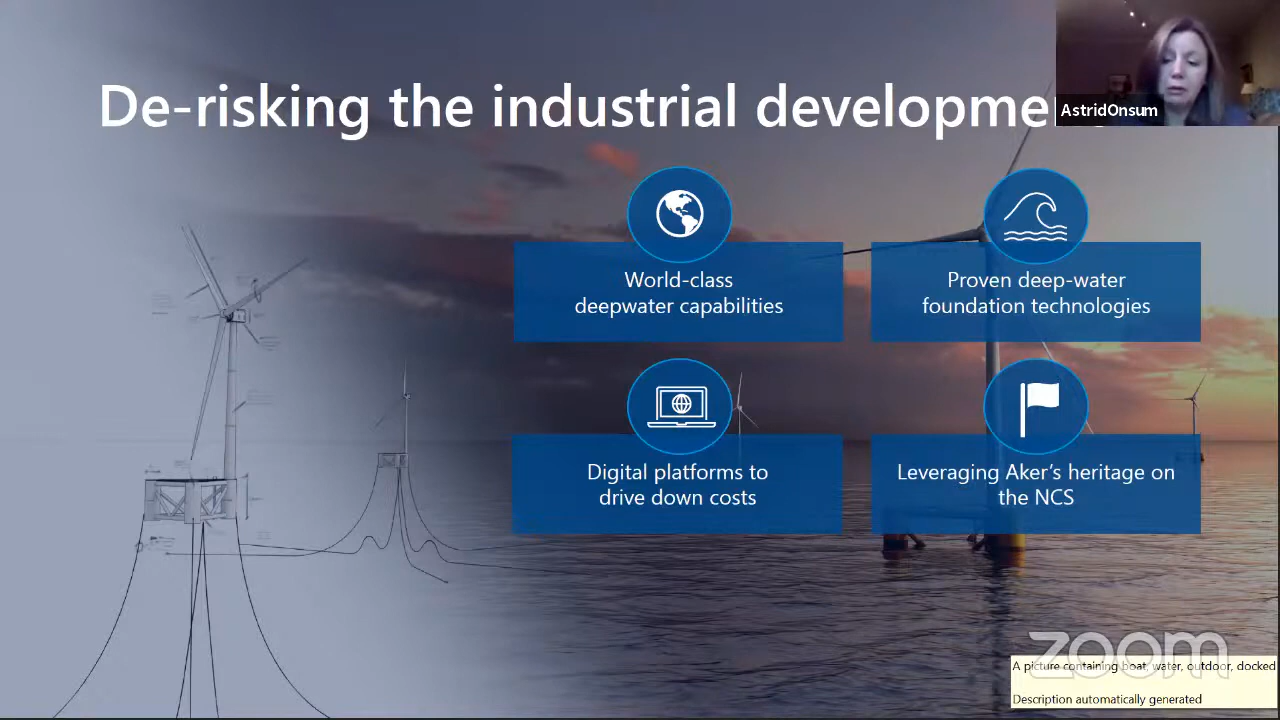 De-risking the industrial developme
AstridOnsum
World-class
deepwater capabilities
Proven deep-water
foundation technologies
Digital platforms to
drive down costs
Leveraging Aker's heritage on
the NCS
zoom
A picture containing boat, water, outdoor, docked
Description automatically generated